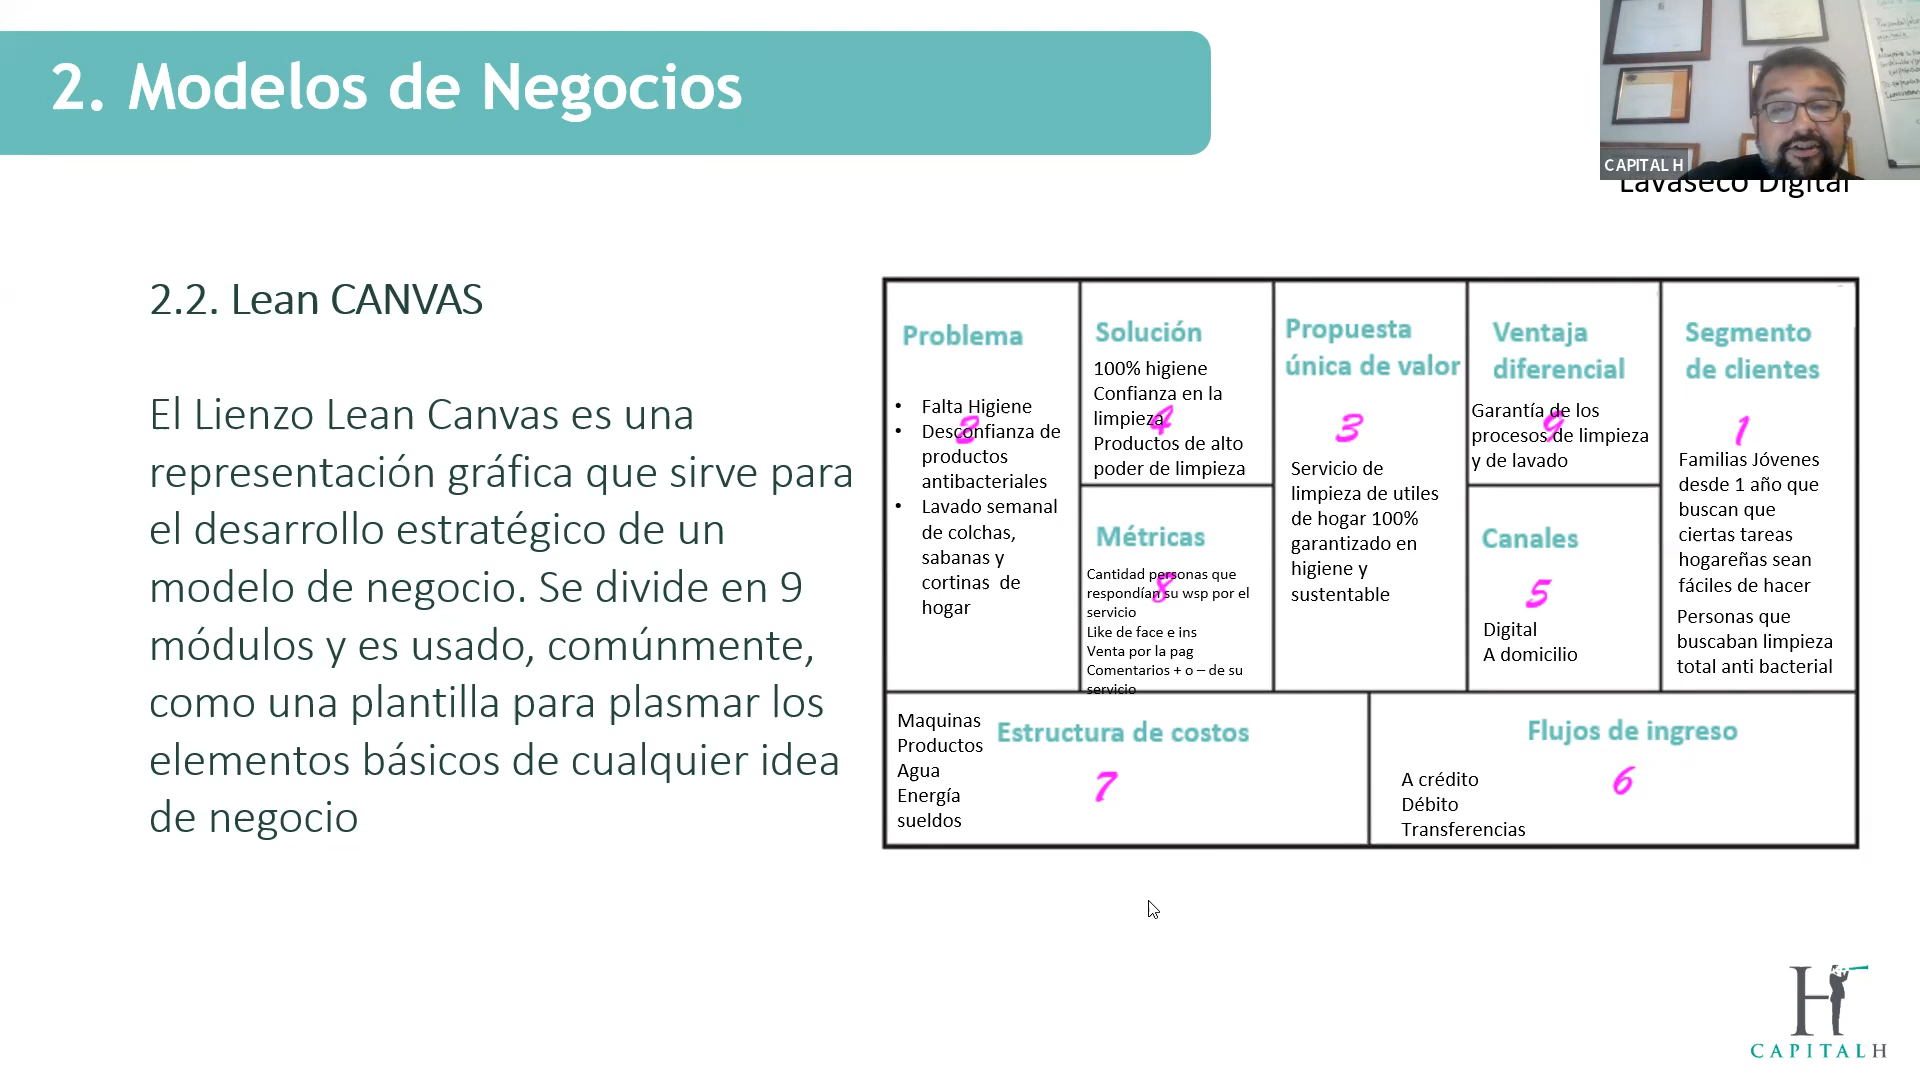 2. Modelos de Negocios
CAPITAL H
Lavaseco Digital
2.2. Lean CANVAS
El Lienzo Lean Canvas es una
representación gráfica que sirve para
el desarrollo estratégico de un
modelo de negocio. Se divide en 9
módulos y es usado, comúnmente,
como una plantilla para plasmar los
elementos básicos de cualquier idea
de negocio
Problema
2
• Falta Higiene
• Desconfianza de
productos
antibacteriales
• Lavado semanal
de colchas,
sabanas y
cortinas de
hogar
Solución
4
100% higiene
Confianza en la
limpieza
Productos de alto
poder de limpieza
Métricas
8
Cantidad personas que
respondían su wsp por el
servicio
Like de face e ins
Venta por la pag
Comentarios + o – de su
servicio
Propuesta
única de valor
3
Servicio de
limpieza de utiles
de hogar 100%
garantizado en
higiene y
sustentable
Ventaja
diferencial
9
Garantía de los
procesos de limpieza
y de lavado
Canales
5
Digital
A domicilio
Segmento
de clientes
1
Familias Jóvenes
desde 1 año que
buscan que
ciertas tareas
hogareñas sean
fáciles de hacer
Personas que
buscaban limpieza
total anti bacterial
Estructura de costos
7
Maquinas
Productos
Agua
Energía
sueldos
Flujos de ingreso
6
A crédito
Débito
Transferencias
H
CAPITALH